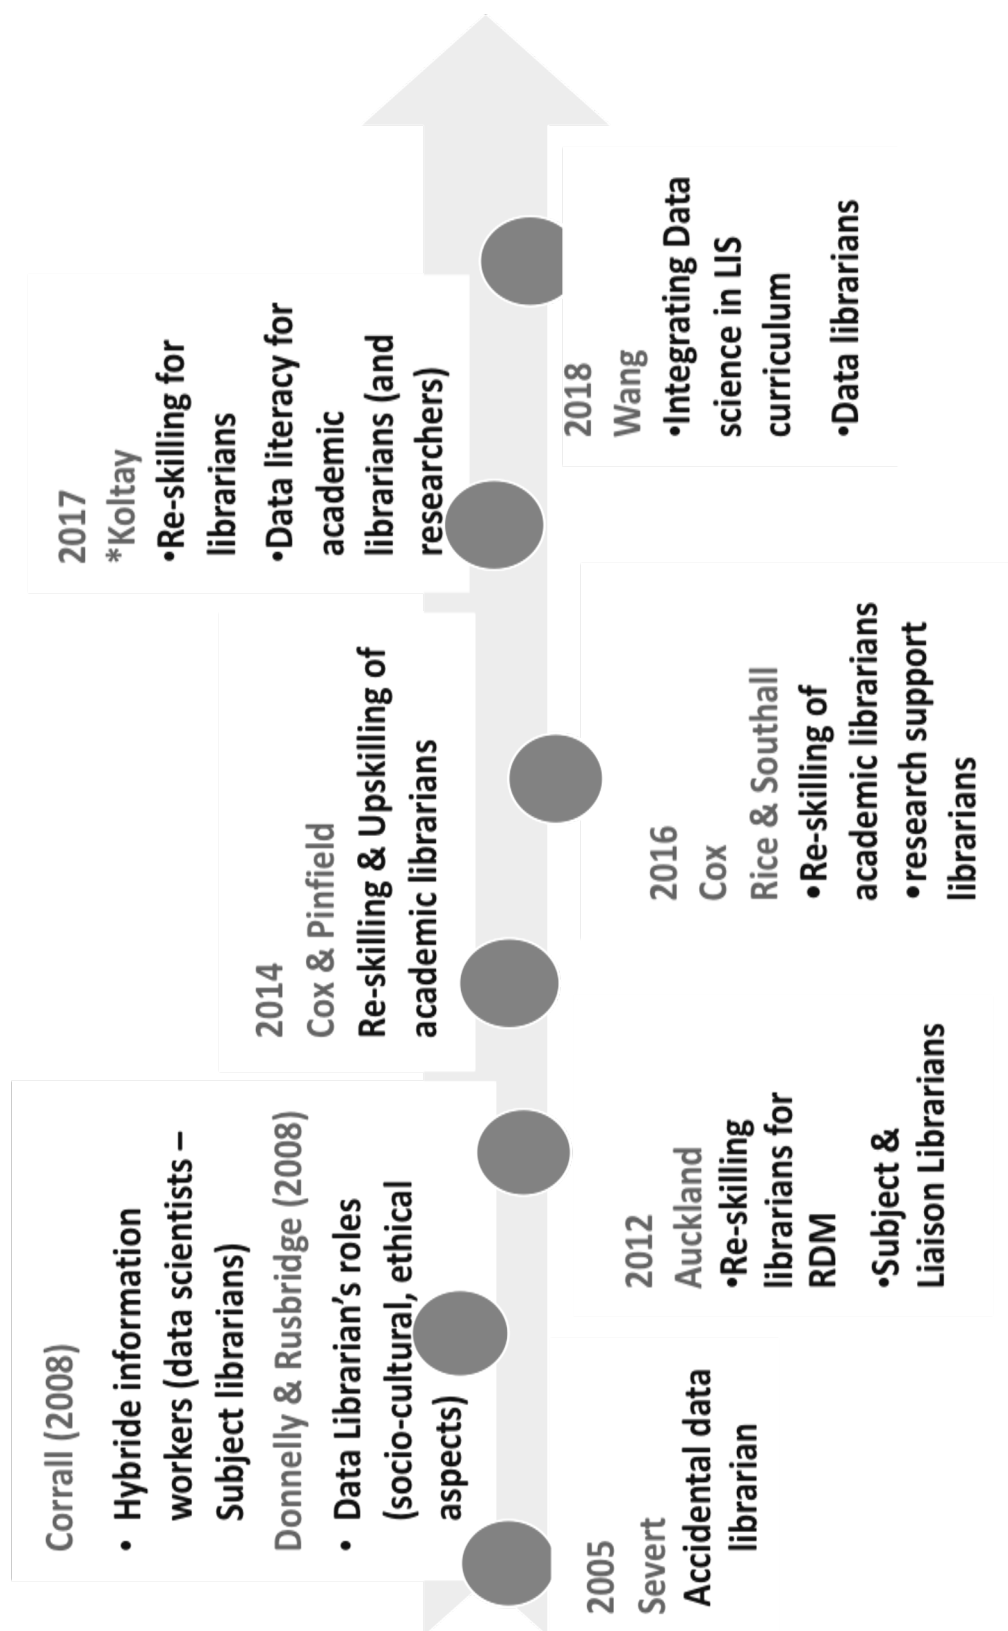 Corrall (2008)
• Hybride information
workers (data scientists –
Subject librarians)
Donnelly & Rusbridge (2008)
• Data Librarian's roles
(socio-cultural, ethical
aspects)
2014
Cox & Pinfield
Re-skilling & Upskilling of
academic librarians
2017
*Koltay
•Re-skilling for
librarians
•Data literacy for
academic
librarians (and
researchers)
2005
Severt
Accidental data
librarian
2012
Auckland
•Re-skilling
librarians for
RDM
•Subject &
Liaison Librarians
2016
Cox
Rice & Southall
•Re-skilling of
academic librarians
•research support
librarians
2018
Wang
•Integrating Data
science in LIS
curriculum
•Data librarians